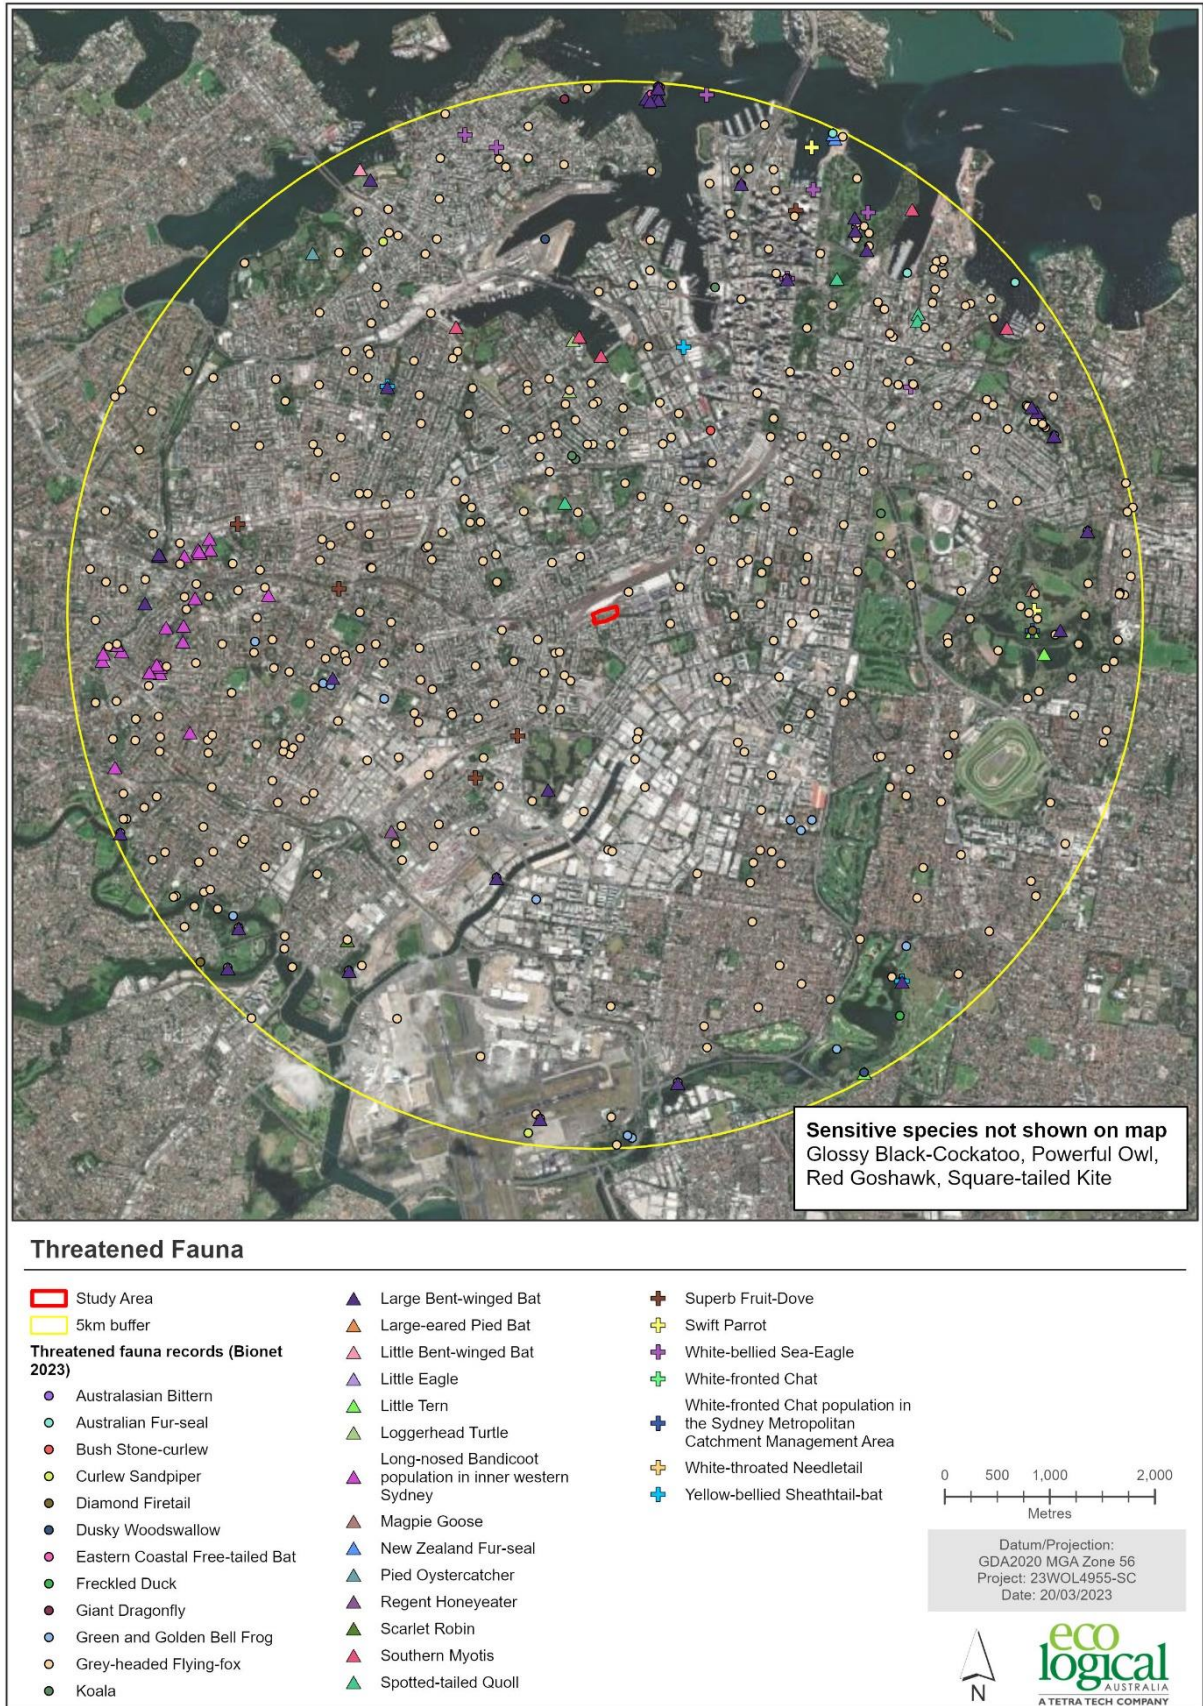 Sensitive species not shown on map
Glossy Black-Cockatoo, Powerful Owl,
Red Goshawk, Square-tailed Kite
Threatened Fauna
Study Area
5km buffer
Threatened fauna records (Bionet
2023)
Australasian Bittern
Australian Fur-seal
Bush Stone-curlew
Curlew Sandpiper
Diamond Firetail
Dusky Woodswallow
Eastern Coastal Free-tailed Bat
Freckled Duck
Giant Dragonfly
Green and Golden Bell Frog
Grey-headed Flying-fox
Koala
Large Bent-winged Bat
Large-eared Pied Bat
Little Bent-winged Bat
Little Eagle
Little Tern
Loggerhead Turtle
Long-nosed Bandicoot
population in inner western
Sydney
Magpie Goose
New Zealand Fur-seal
Pied Oystercatcher
Regent Honeyeater
Scarlet Robin
Southern Myotis
Spotted-tailed Quoll
Superb Fruit-Dove
Swift Parrot
White-bellied Sea-Eagle
White-fronted Chat
White-fronted Chat population in
the Sydney Metropolitan
Catchment Management Area
White-throated Needletail
Yellow-bellied Sheathtail-bat
0 500 1,000 2,000
Metres
Datum/Projection:
GDA2020 MGA Zone 56
Project: 23WOL4955-SC
Date: 20/03/2023
N
eco
logical
AUSTRALIA
A TETRA TECH COMPANY